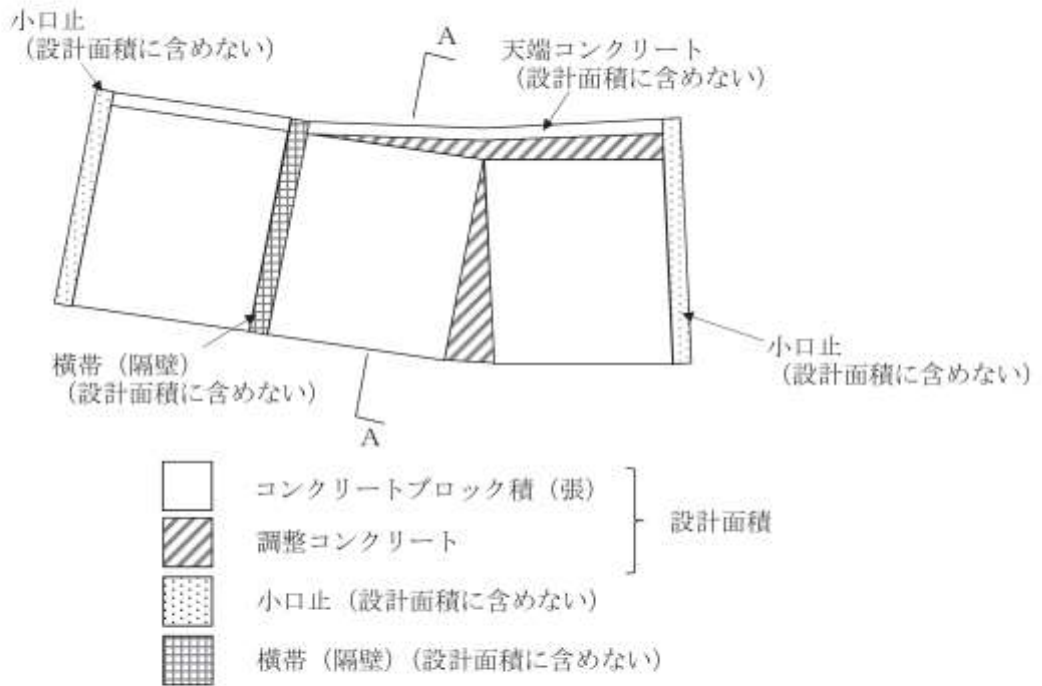 小口止
(設計面積に含めない)
A
天端コンクリート
(設計面積に含めない)
横帯(隔壁)
(設計面積に含めない)
A
小口止
(設計面積に含めない)
コンクリートブロック積(張)
調整コンクリート
設計面積
小口止(設計面積に含めない)
横帯(隔壁)(設計面積に含めない)